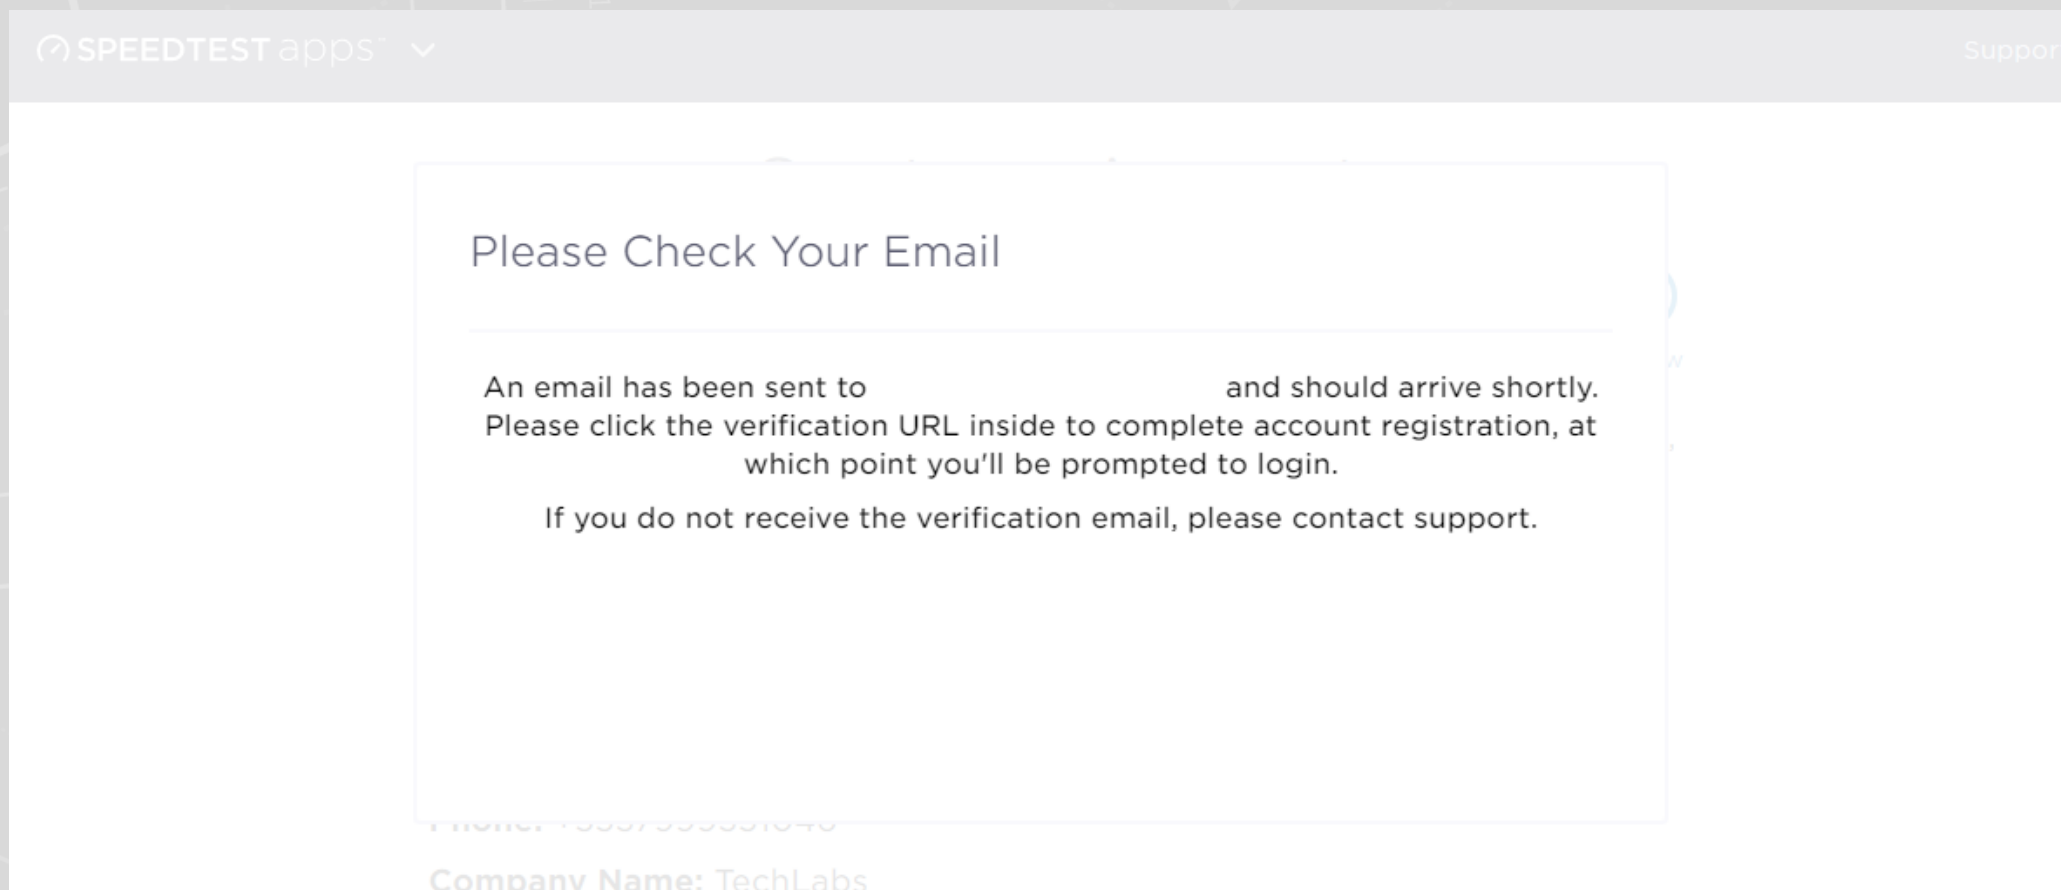 SPEEDTEST apps
Suppor
Please Check Your Email
An email has been sent to and should arrive shortly.
Please click the verification URL inside to complete account registration, at
which point you'll be prompted to login.
If you do not receive the verification email, please contact support.
Phone:
Company Name: TechLabs